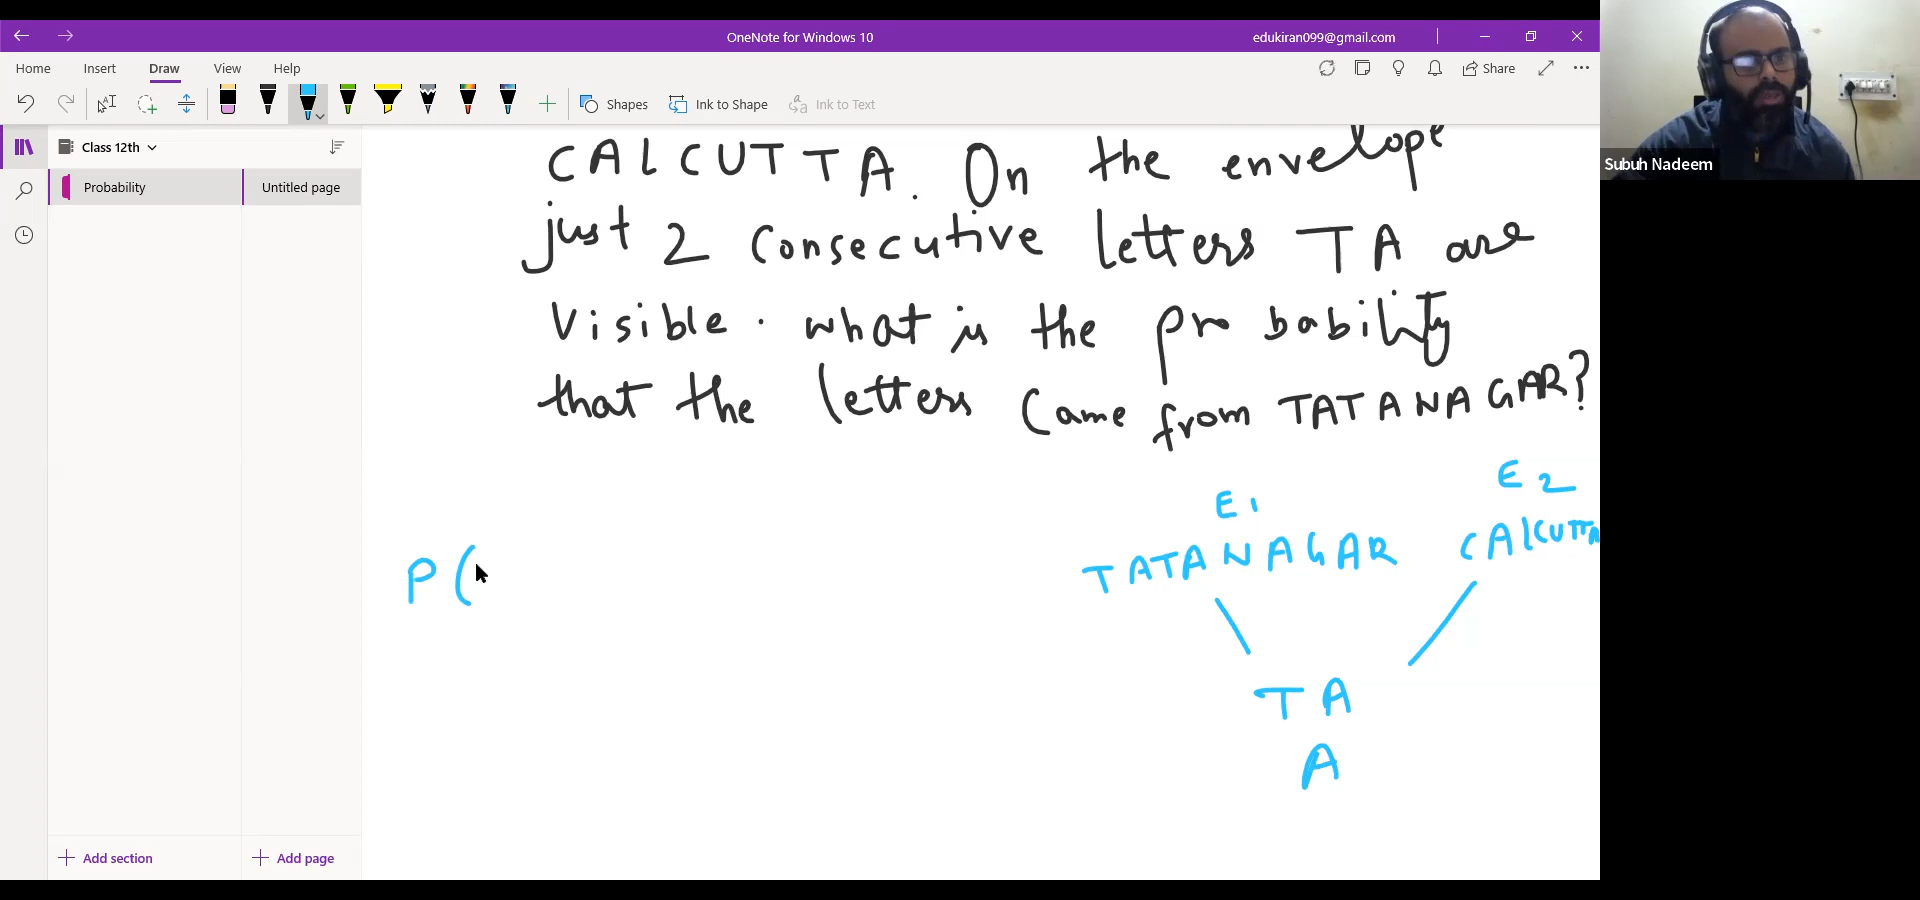 OneNote for Windows 10
edukiran099@gmail.com
Home Insert Draw View Help
Share
Shapes
Ink to Shape
Ink to Text
Class 12th
Probability
Untitled page
Add section
Add page
Subuh Nadeem
CALCUTTA. On the envelope
just 2 consecutive letters TA are
visible. what is the probability
that the letters came from TATANAGAR?
E1
E2
TATANAGAR
CALCUTTA
P(
TA
A